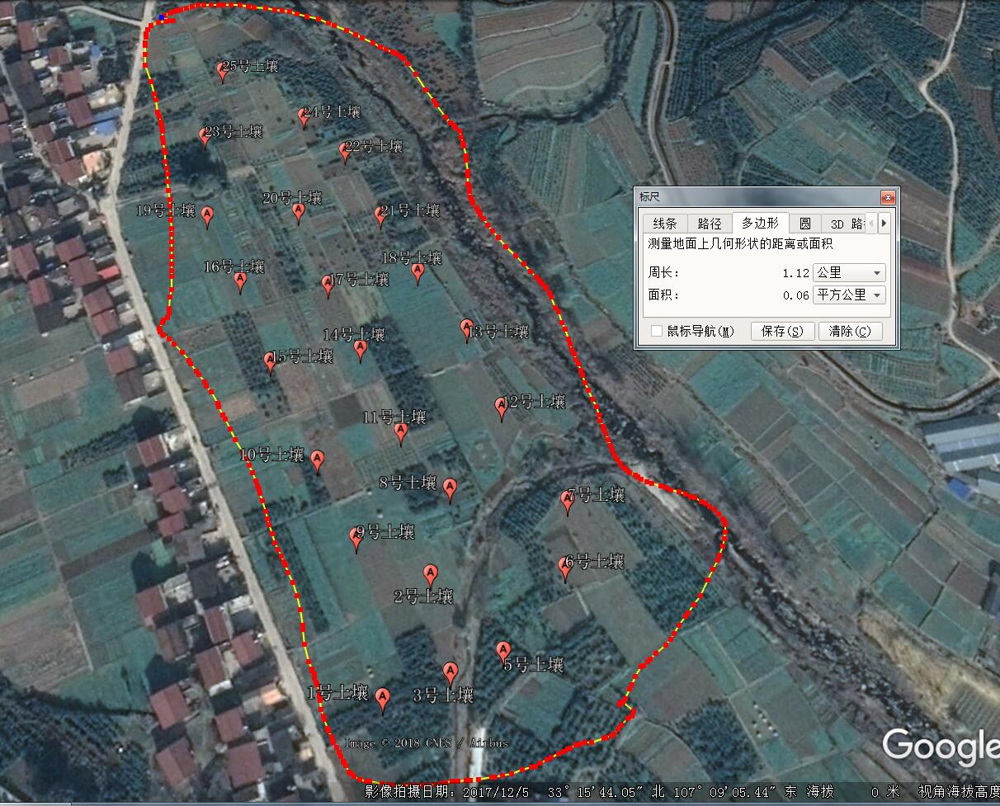 25号土壤
24号土壤
23号土壤
22号土壤
20号土壤
19号土壤
21号土壤
18号土壤
16号土壤
17号土壤
14号土壤
13号土壤
15号土壤
12号土壤
11号土壤
10号土壤
8号土壤
7号土壤
9号土壤
6号土壤
2号土壤
5号土壤
1号土壤
3号土壤
标尺
线条 路径 多边形 圆 3D 路
测量地面上几何形状的距离或面积
周长: 1.12 公里
面积: 0.06 平方公里
鼠标导航(M) 保存(S) 清除(C)
Image © 2018 CNES / Airbus
Google
影像拍摄日期: 2017/12/5 33°15'44.05" 北 107°09'05.44" 东 海拔 0 米 视角海拔高度